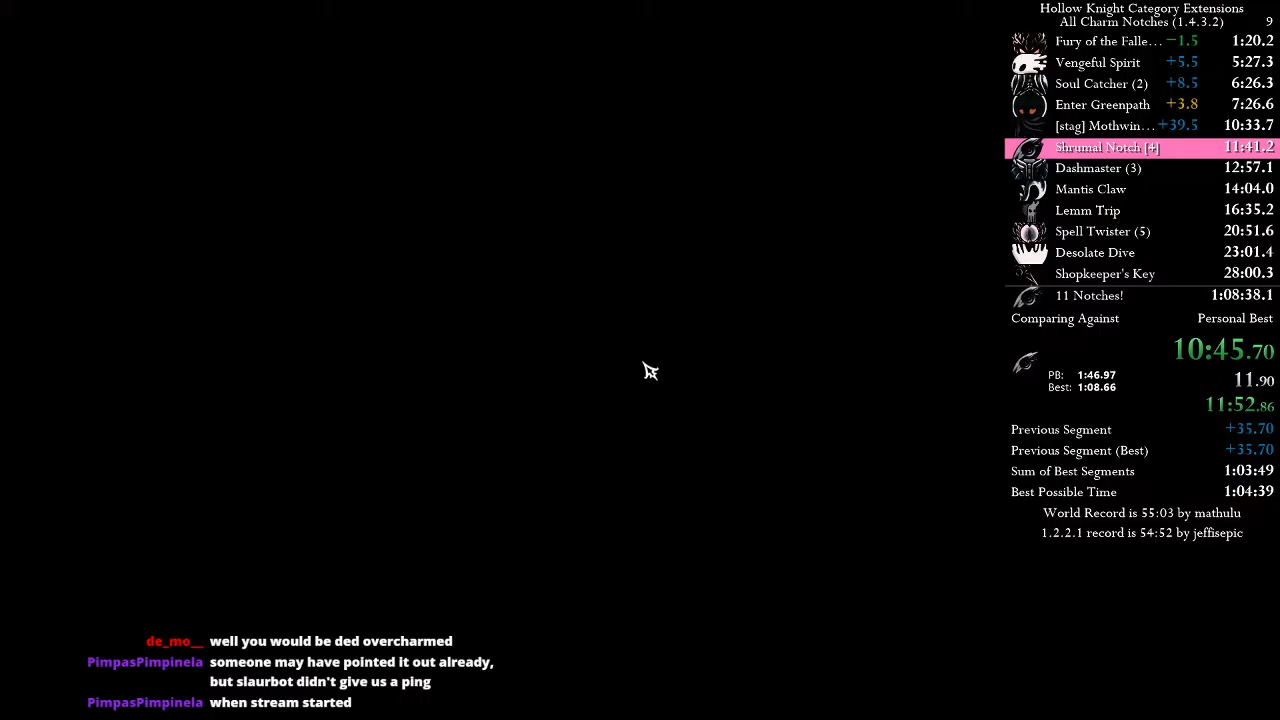 Hollow Knight Category Extensions
All Charm Notches (1.4.3.2) 9
Fury of the Falle... −1.5 1:20.2
Vengeful Spirit +5.5 5:27.3
Soul Catcher (2) +8.5 6:26.3
Enter Greenpath +3.8 7:26.6
[stag] Mothwin... +39.5 10:33.7
Shrumal Notch [4] 11:41.2
Dashmaster (3) 12:57.1
Mantis Claw 14:04.0
Lemm Trip 16:35.2
Spell Twister (5) 20:51.6
Desolate Dive 23:01.4
Shopkeeper's Key 28:00.3
11 Notches! 1:08:38.1
Comparing Against Personal Best
10:45.70
PB: 1:46.97
Best: 1:08.66
11.90
11:52.86
Previous Segment +35.70
Previous Segment (Best) +35.70
Sum of Best Segments 1:03:49
Best Possible Time 1:04:39
World Record is 55:03 by mathulu
1.2.2.1 record is 54:52 by jeffisepic
de_mo__ well you would be ded overcharmed
PimpasPimpinela someone may have pointed it out already,
but slaurbot didn't give us a ping
PimpasPimpinela when stream started